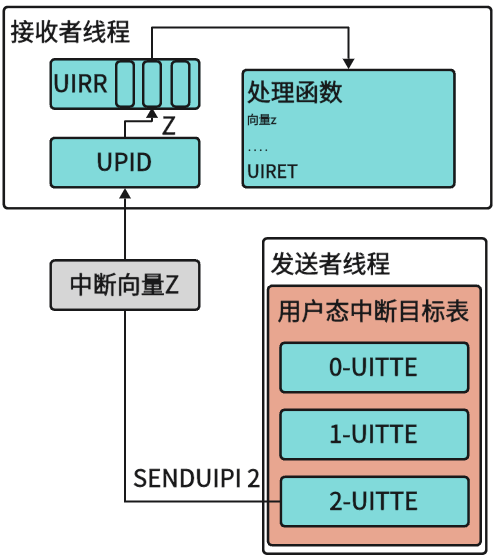 接收者线程
UIRR
处理函数
向量z
....
UIRET
Z
UPID
中断向量Z
发送者线程
用户态中断目标表
0-UITTE
1-UITTE
2-UITTE
SENDUIPI 2